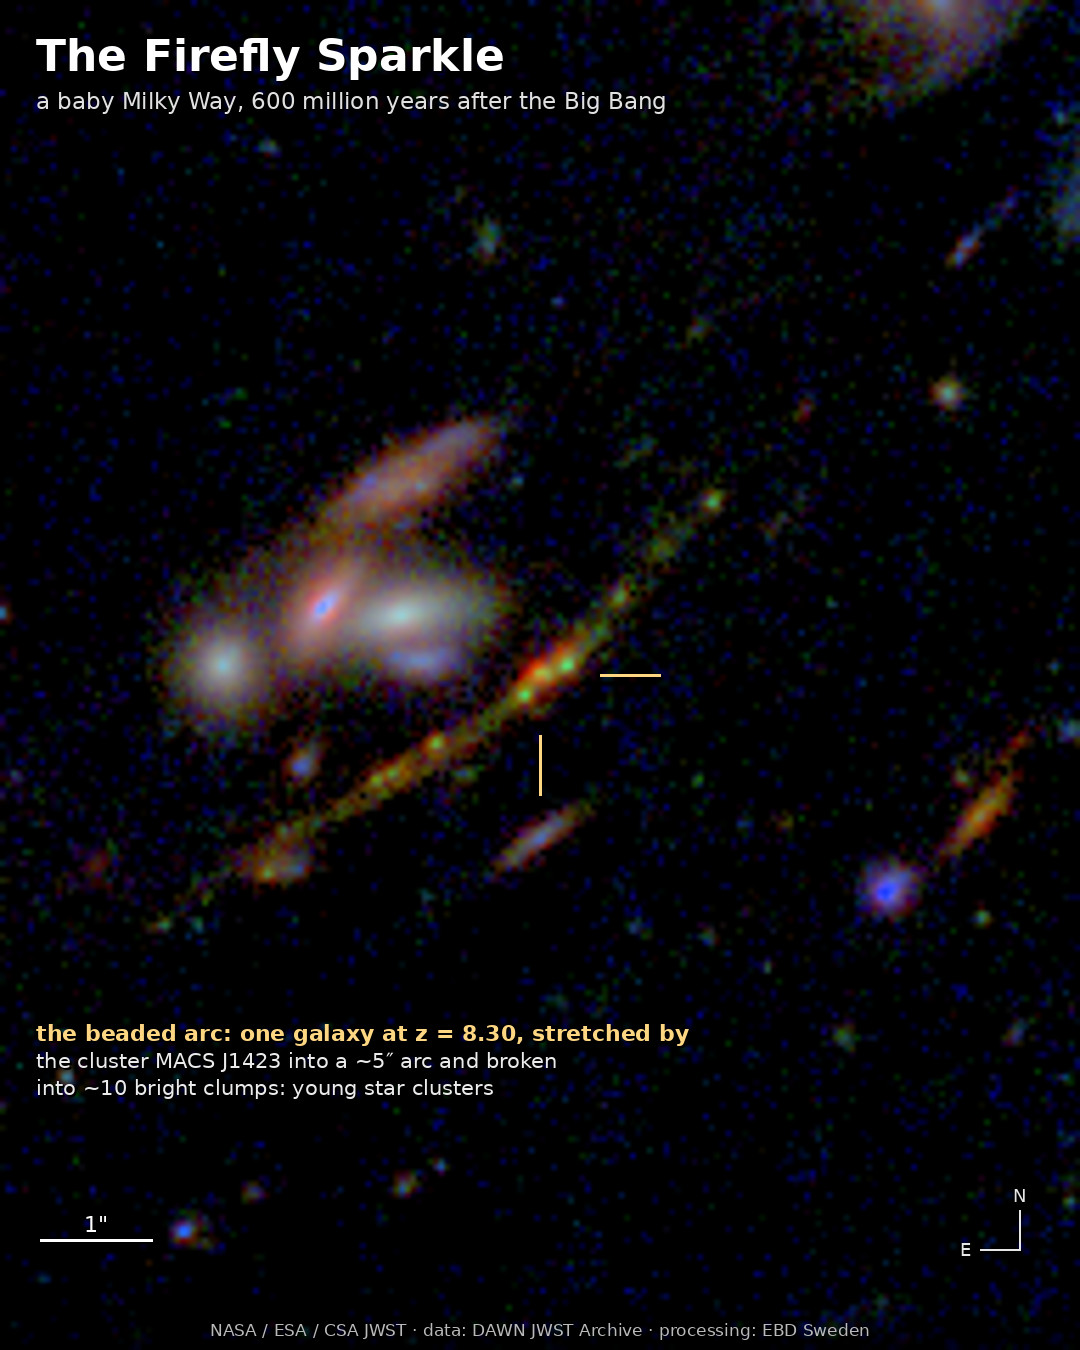 The Firefly Sparkle
a baby Milky Way, 600 million years after the Big Bang
the beaded arc: one galaxy at z = 8.30, stretched by
the cluster MACS J1423 into a ~5″ arc and broken
into ~10 bright clumps: young star clusters
1"
N
E
NASA / ESA / CSA JWST · data: DAWN JWST Archive · processing: EBD Sweden